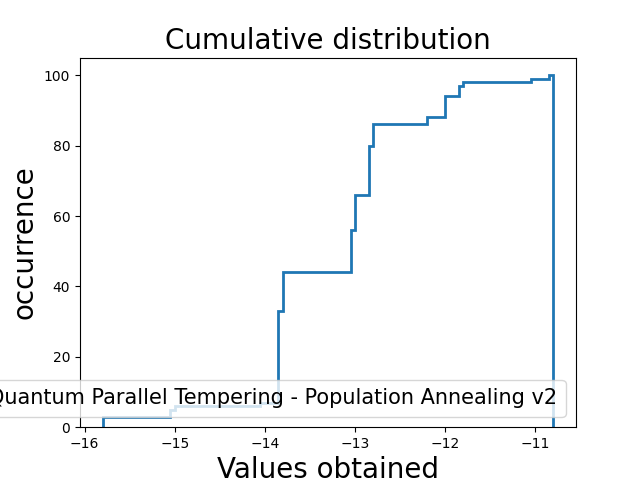 Cumulative distribution
occurrence
100
80
60
40
20
0
Quantum Parallel Tempering - Population Annealing v2
−16 −15 −14 −13 −12 −11
Values obtained